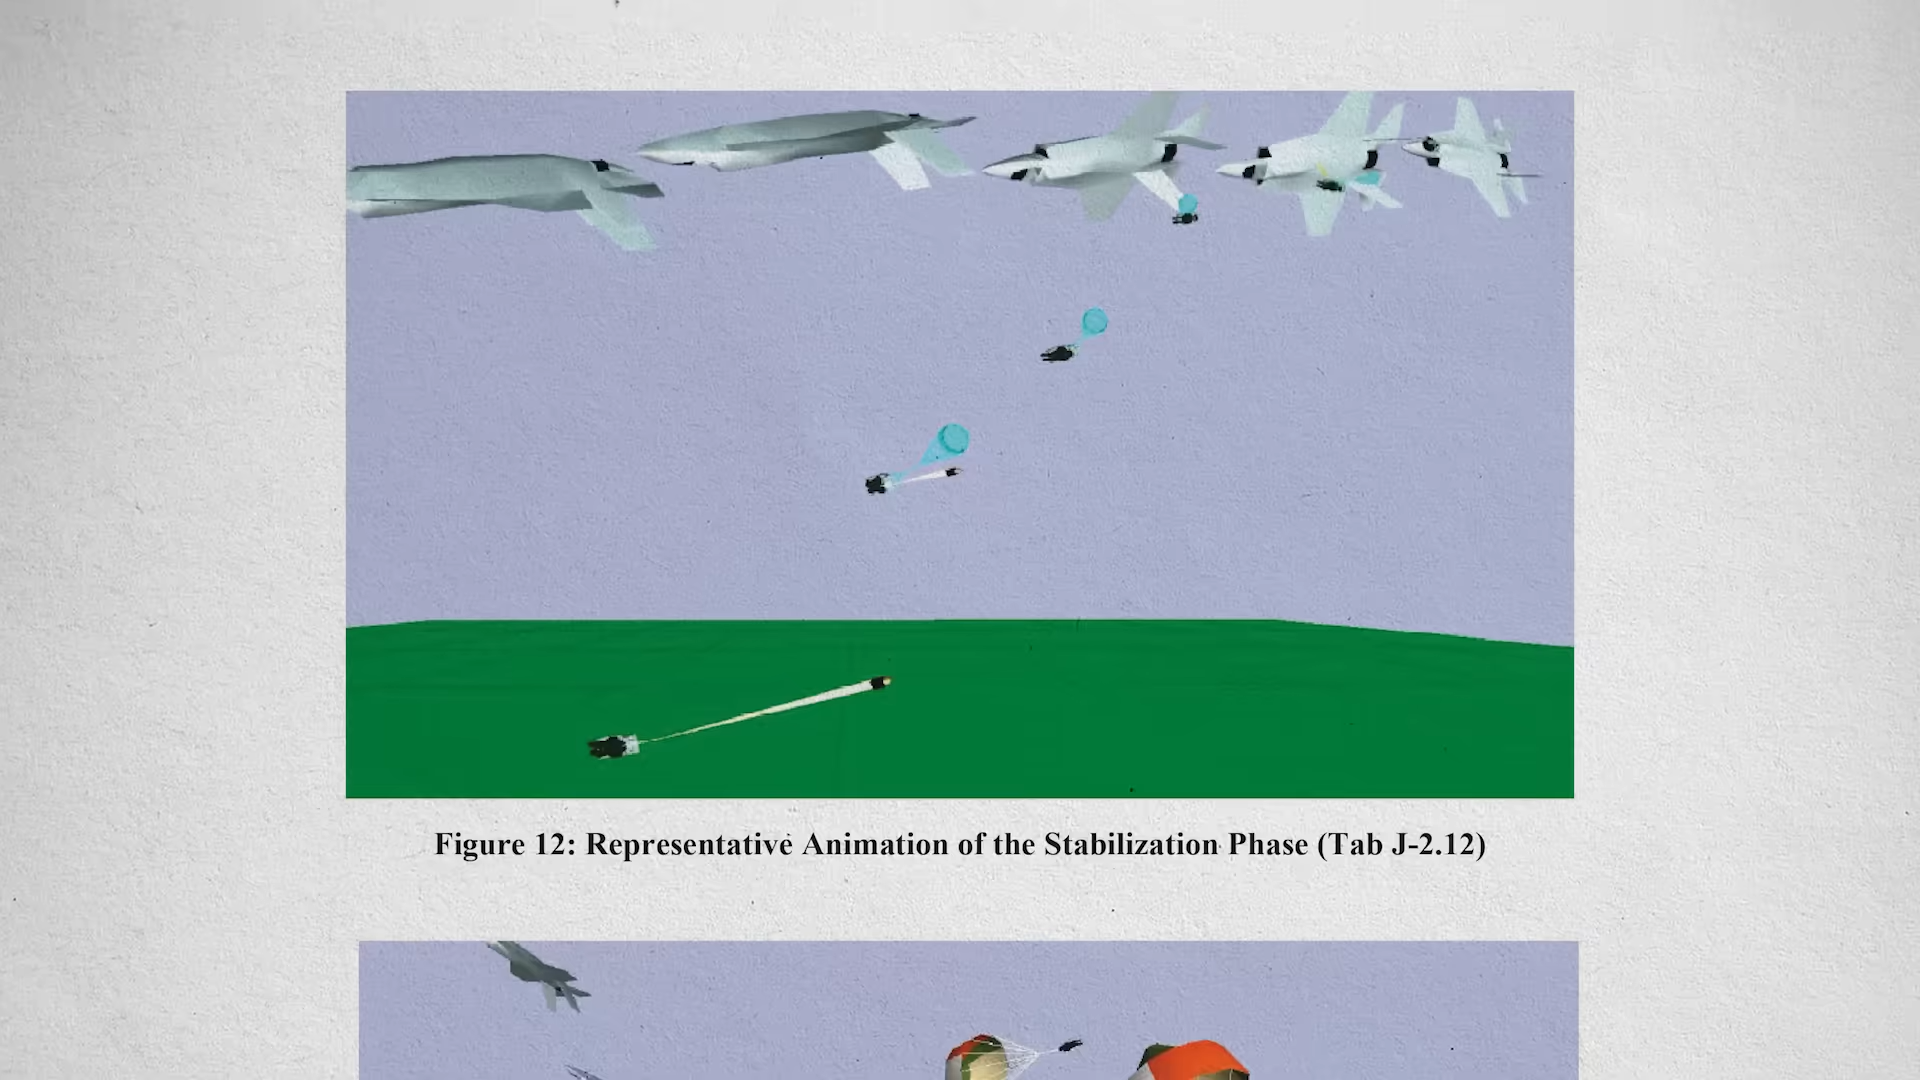 Figure 12: Representative Animation of the Stabilization Phase (Tab J-2.12)